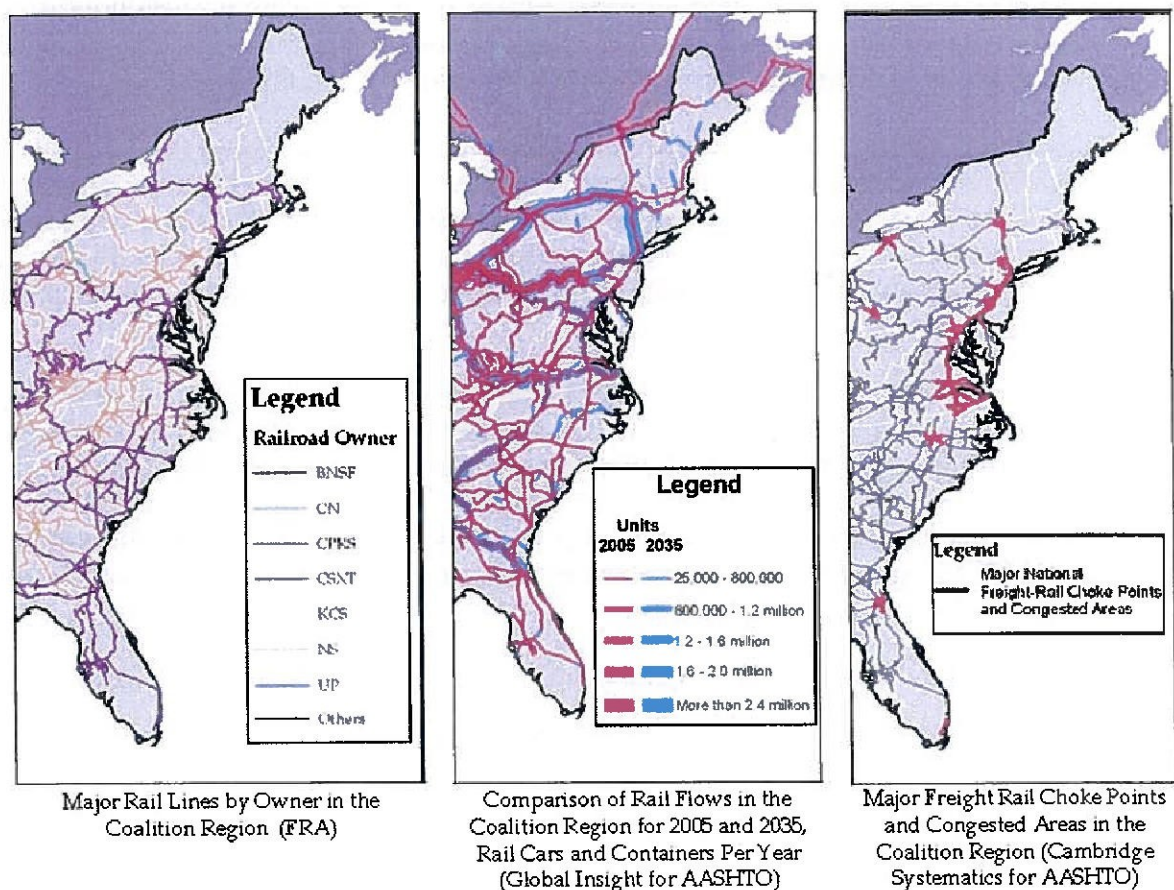 Legend
Railroad Owner
BNSF
CN
CPRS
CSXT
KCS
NS
UP
Others
Major Rail Lines by Owner in the
Coalition Region (FRA)
Legend
Units
2005 2035
25,000 - 800,000
800,000 - 1.2 million
1.2 - 1.6 million
1.6 - 2.0 million
More than 2.4 million
Comparison of Rail Flows in the
Coalition Region for 2005 and 2035,
Rail Cars and Containers Per Year
(Global Insight for AASHTO)
Legend
Major National
Freight-Rail Choke Points
and Congested Areas
Major Freight Rail Choke Points
and Congested Areas in the
Coalition Region (Cambridge
Systematics for AASHTO)